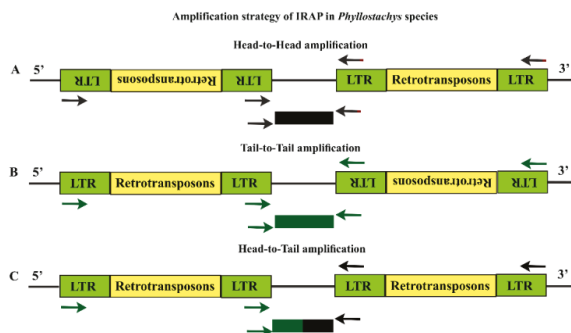 Amplification strategy of IRAP in Phyllostachys species
Head-to-Head amplification
A 5’ LTR Retrotransposons LTR LTR Retrotransposons LTR 3’
Tail-to-Tail amplification
B 5’ LTR Retrotransposons LTR LTR Retrotransposons LTR 3’
Head-to-Tail amplification
C 5’ LTR Retrotransposons LTR LTR Retrotransposons LTR 3’